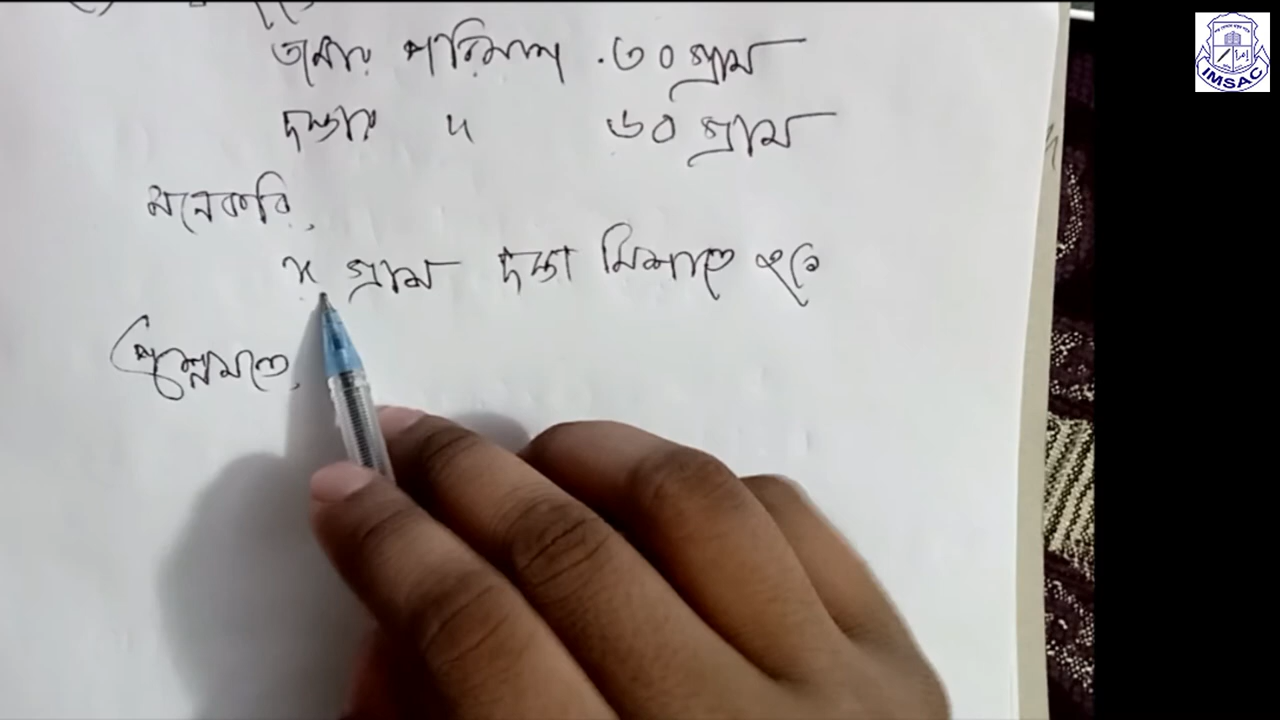 তামার পরিমাণ ৩০ গ্রাম
দস্তার " ৬০ গ্রাম
মনেকরি,
x গ্রাম দস্তা মিশাতে হবে
প্রশ্নমতে,
IMSAC